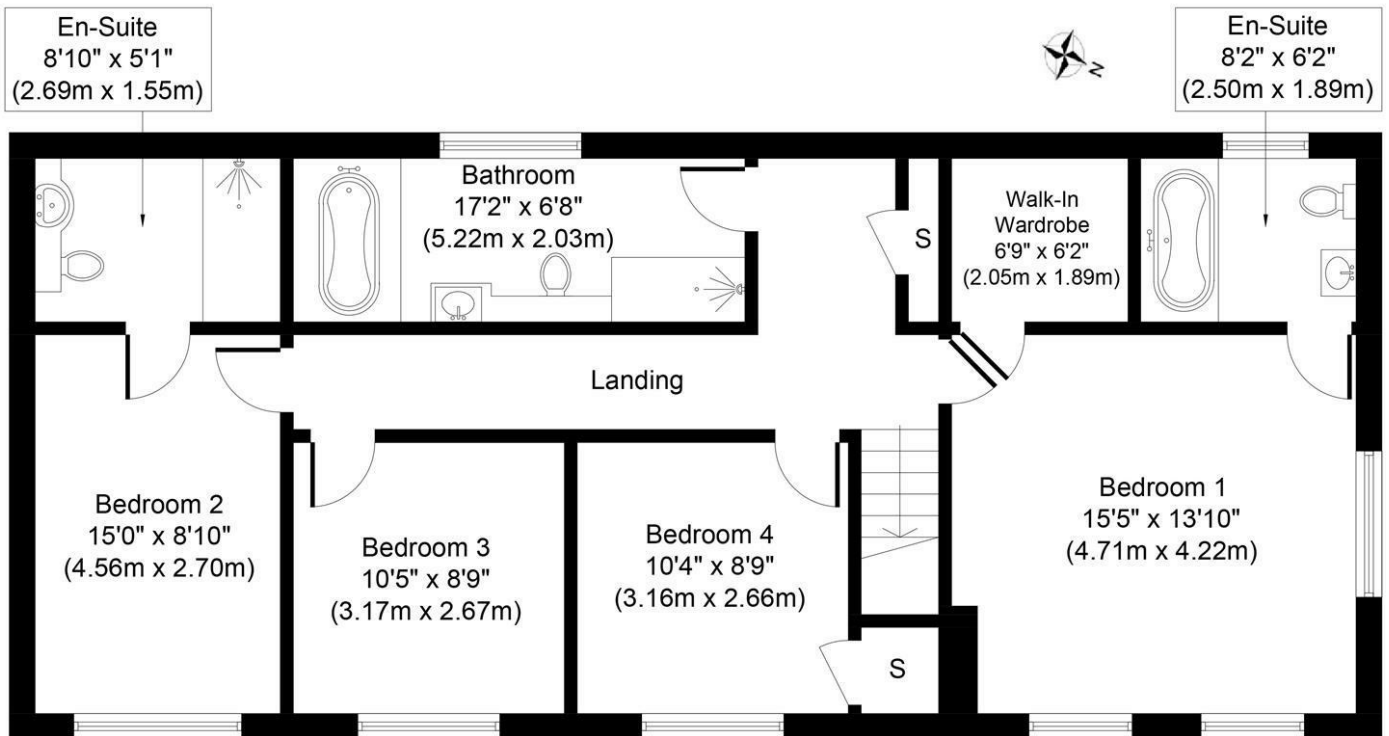 En-Suite
8'10" x 5'1"
(2.69m x 1.55m)
N
En-Suite
8'2" x 6'2"
(2.50m x 1.89m)
Bathroom
17'2" x 6'8"
(5.22m x 2.03m)
S
Walk-In
Wardrobe
6'9" x 6'2"
(2.05m x 1.89m)
Landing
Bedroom 2
15'0" x 8'10"
(4.56m x 2.70m)
Bedroom 3
10'5" x 8'9"
(3.17m x 2.67m)
Bedroom 4
10'4" x 8'9"
(3.16m x 2.66m)
S
Bedroom 1
15'5" x 13'10"
(4.71m x 4.22m)